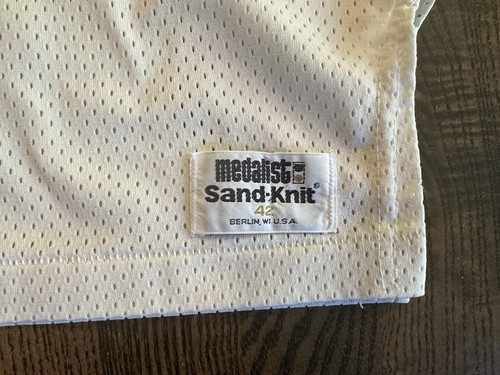 medalist
Sand-Knit®
42
BERLIN, WI. U.S.A.